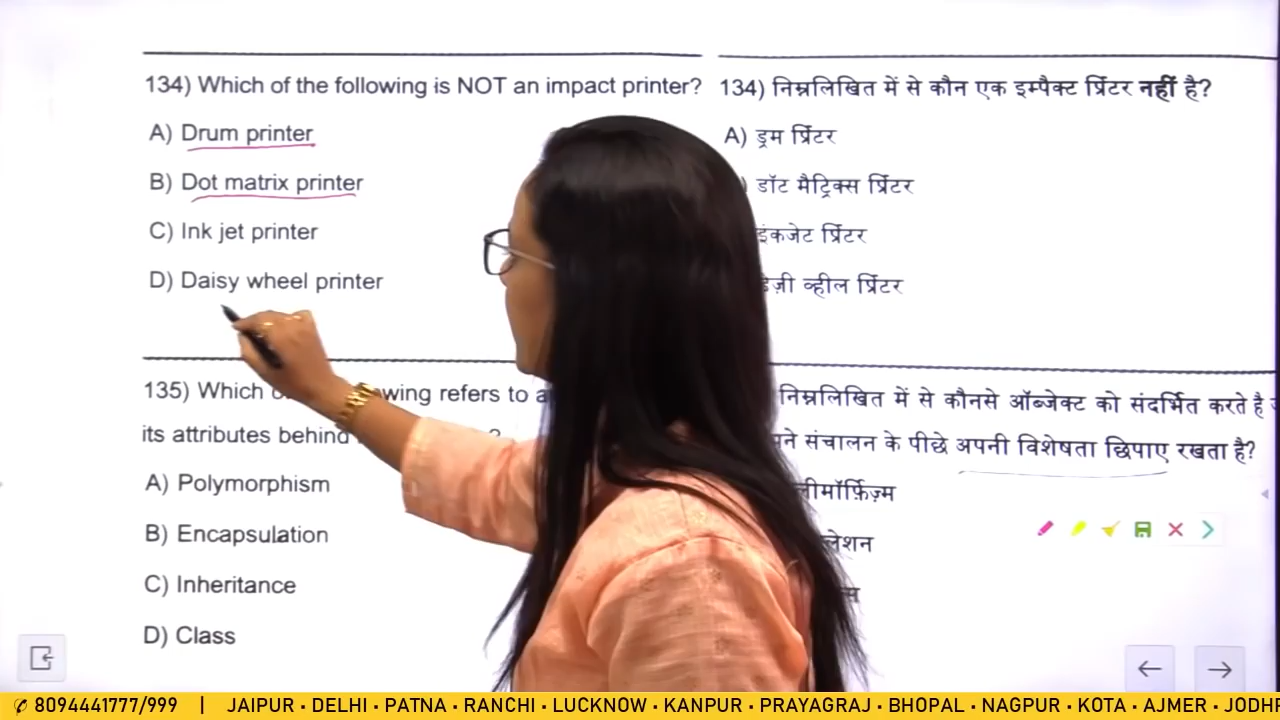 134) Which of the following is NOT an impact printer?
A) Drum printer
B) Dot matrix printer
C) Ink jet printer
D) Daisy wheel printer
134) निम्नलिखित में से कौन एक इम्पैक्ट प्रिंटर नहीं है?
A) ड्रम प्रिंटर
डॉट मैट्रिक्स प्रिंटर
इंकजेट प्रिंटर
प्रिंटर व्हील
135) Which refers to
its attributes behind ?
A) Polymorphism
B) Encapsulation
C) Inheritance
D) Class
निम्नलिखित में से कौनसे ऑब्जेक्ट को संदर्भित करते है
संचालन के पीछे अपनी विशेषता छिपाए रखता है?
✆ 8094441777/999 | JAIPUR • DELHI • PATNA • RANCHI • LUCKNOW • KANPUR • PRAYAGRAJ • BHOPAL • NAGPUR • KOTA • AJMER •